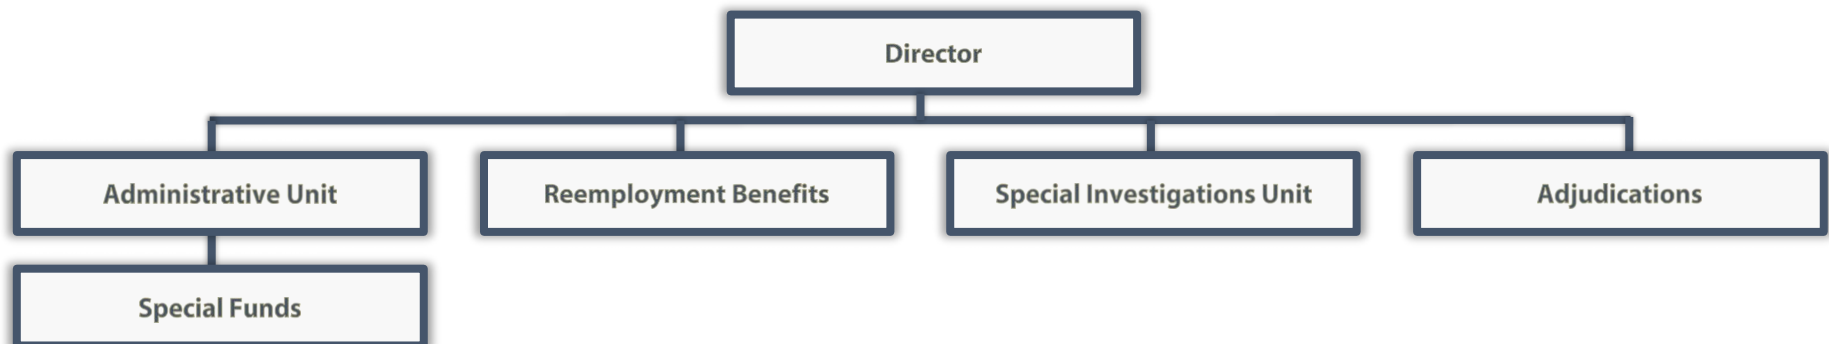 Director
Administrative Unit
Reemployment Benefits
Special Investigations Unit
Adjudications
Special Funds